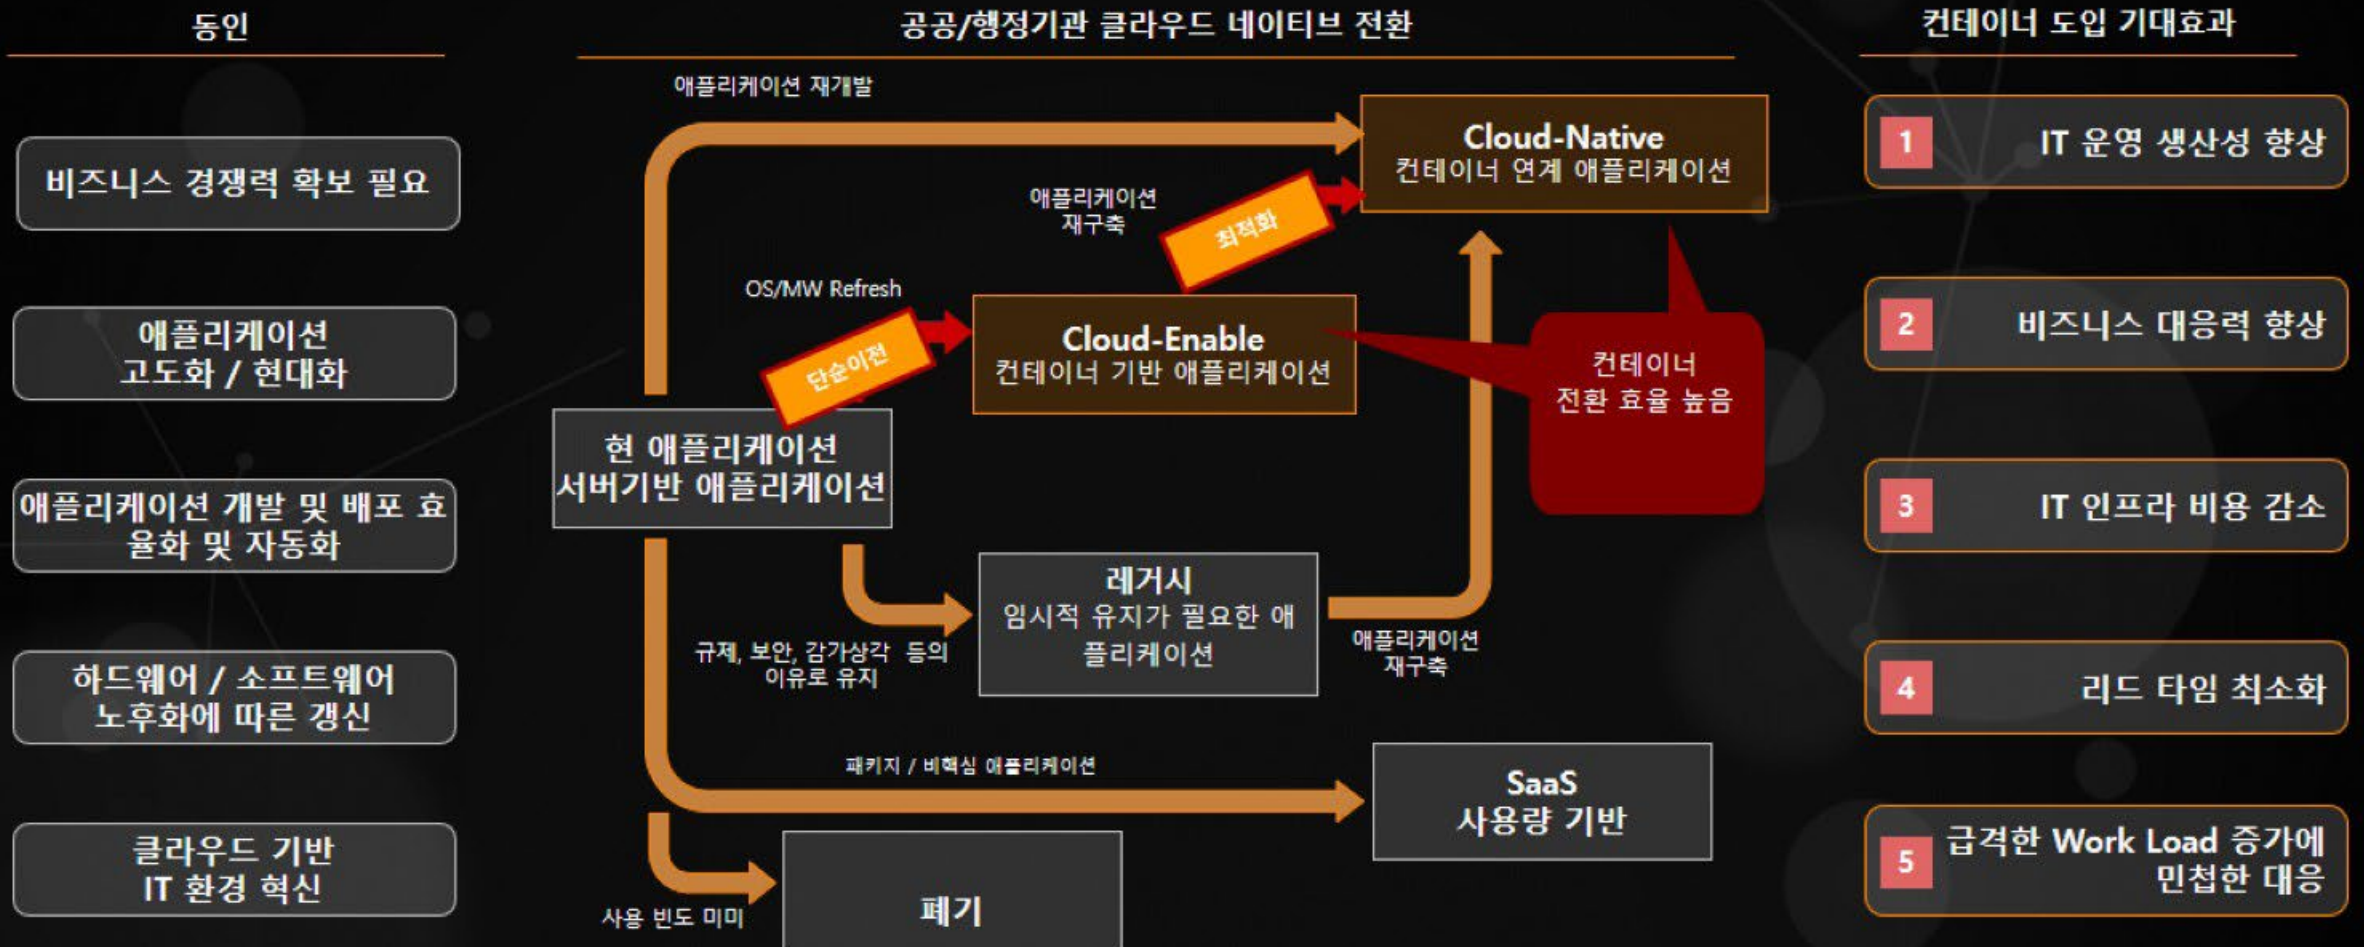 동인
비즈니스 경쟁력 확보 필요
애플리케이션
고도화 / 현대화
애플리케이션 개발 및 배포 효
율화 및 자동화
하드웨어 / 소프트웨어
노후화에 따른 갱신
클라우드 기반
IT 환경 혁신
공공/행정기관 클라우드 네이티브 전환
애플리케이션 재개발
Cloud-Native
컨테이너 연계 애플리케이션
애플리케이션
재구축
최적화
OS/MW Refresh
단순이전
Cloud-Enable
컨테이너 기반 애플리케이션
컨테이너
전환 효율 높음
현 애플리케이션
서버기반 애플리케이션
레거시
임시적 유지가 필요한 애
플리케이션
규제, 보안, 감가상각 등의
이유로 유지
애플리케이션
재구축
패키지 / 비핵심 애플리케이션
SaaS
사용량 기반
사용 빈도 미미
폐기
컨테이너 도입 기대효과
1 IT 운영 생산성 향상
2 비즈니스 대응력 향상
3 IT 인프라 비용 감소
4 리드 타임 최소화
5 급격한 Work Load 증가에
민첩한 대응